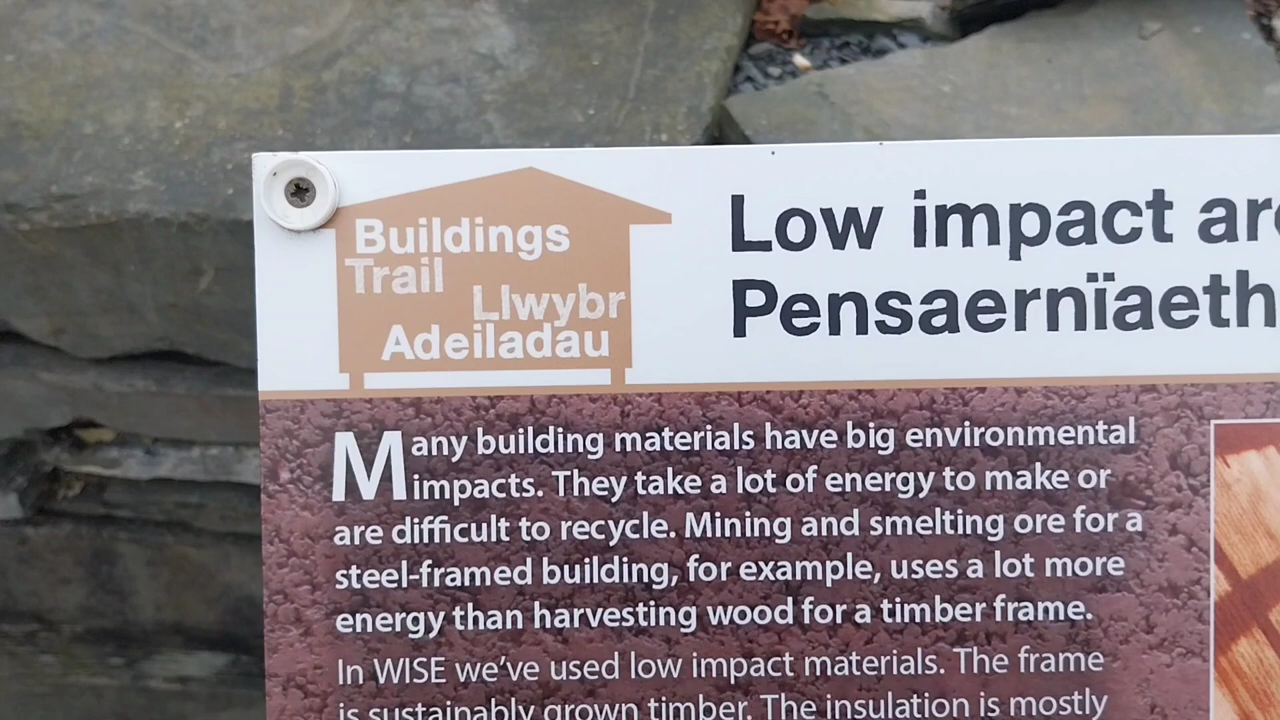 Buildings
Trail
Llwybr
Adeiladau
Low impact
Pensaernïaeth
Many building materials have big environmental
impacts. They take a lot of energy to make or
are difficult to recycle. Mining and smelting ore for a
steel-framed building, for example, uses a lot more
energy than harvesting wood for a timber frame.
In WISE we've used low impact materials. The frame
is sustainably grown timber. The insulation is mostly